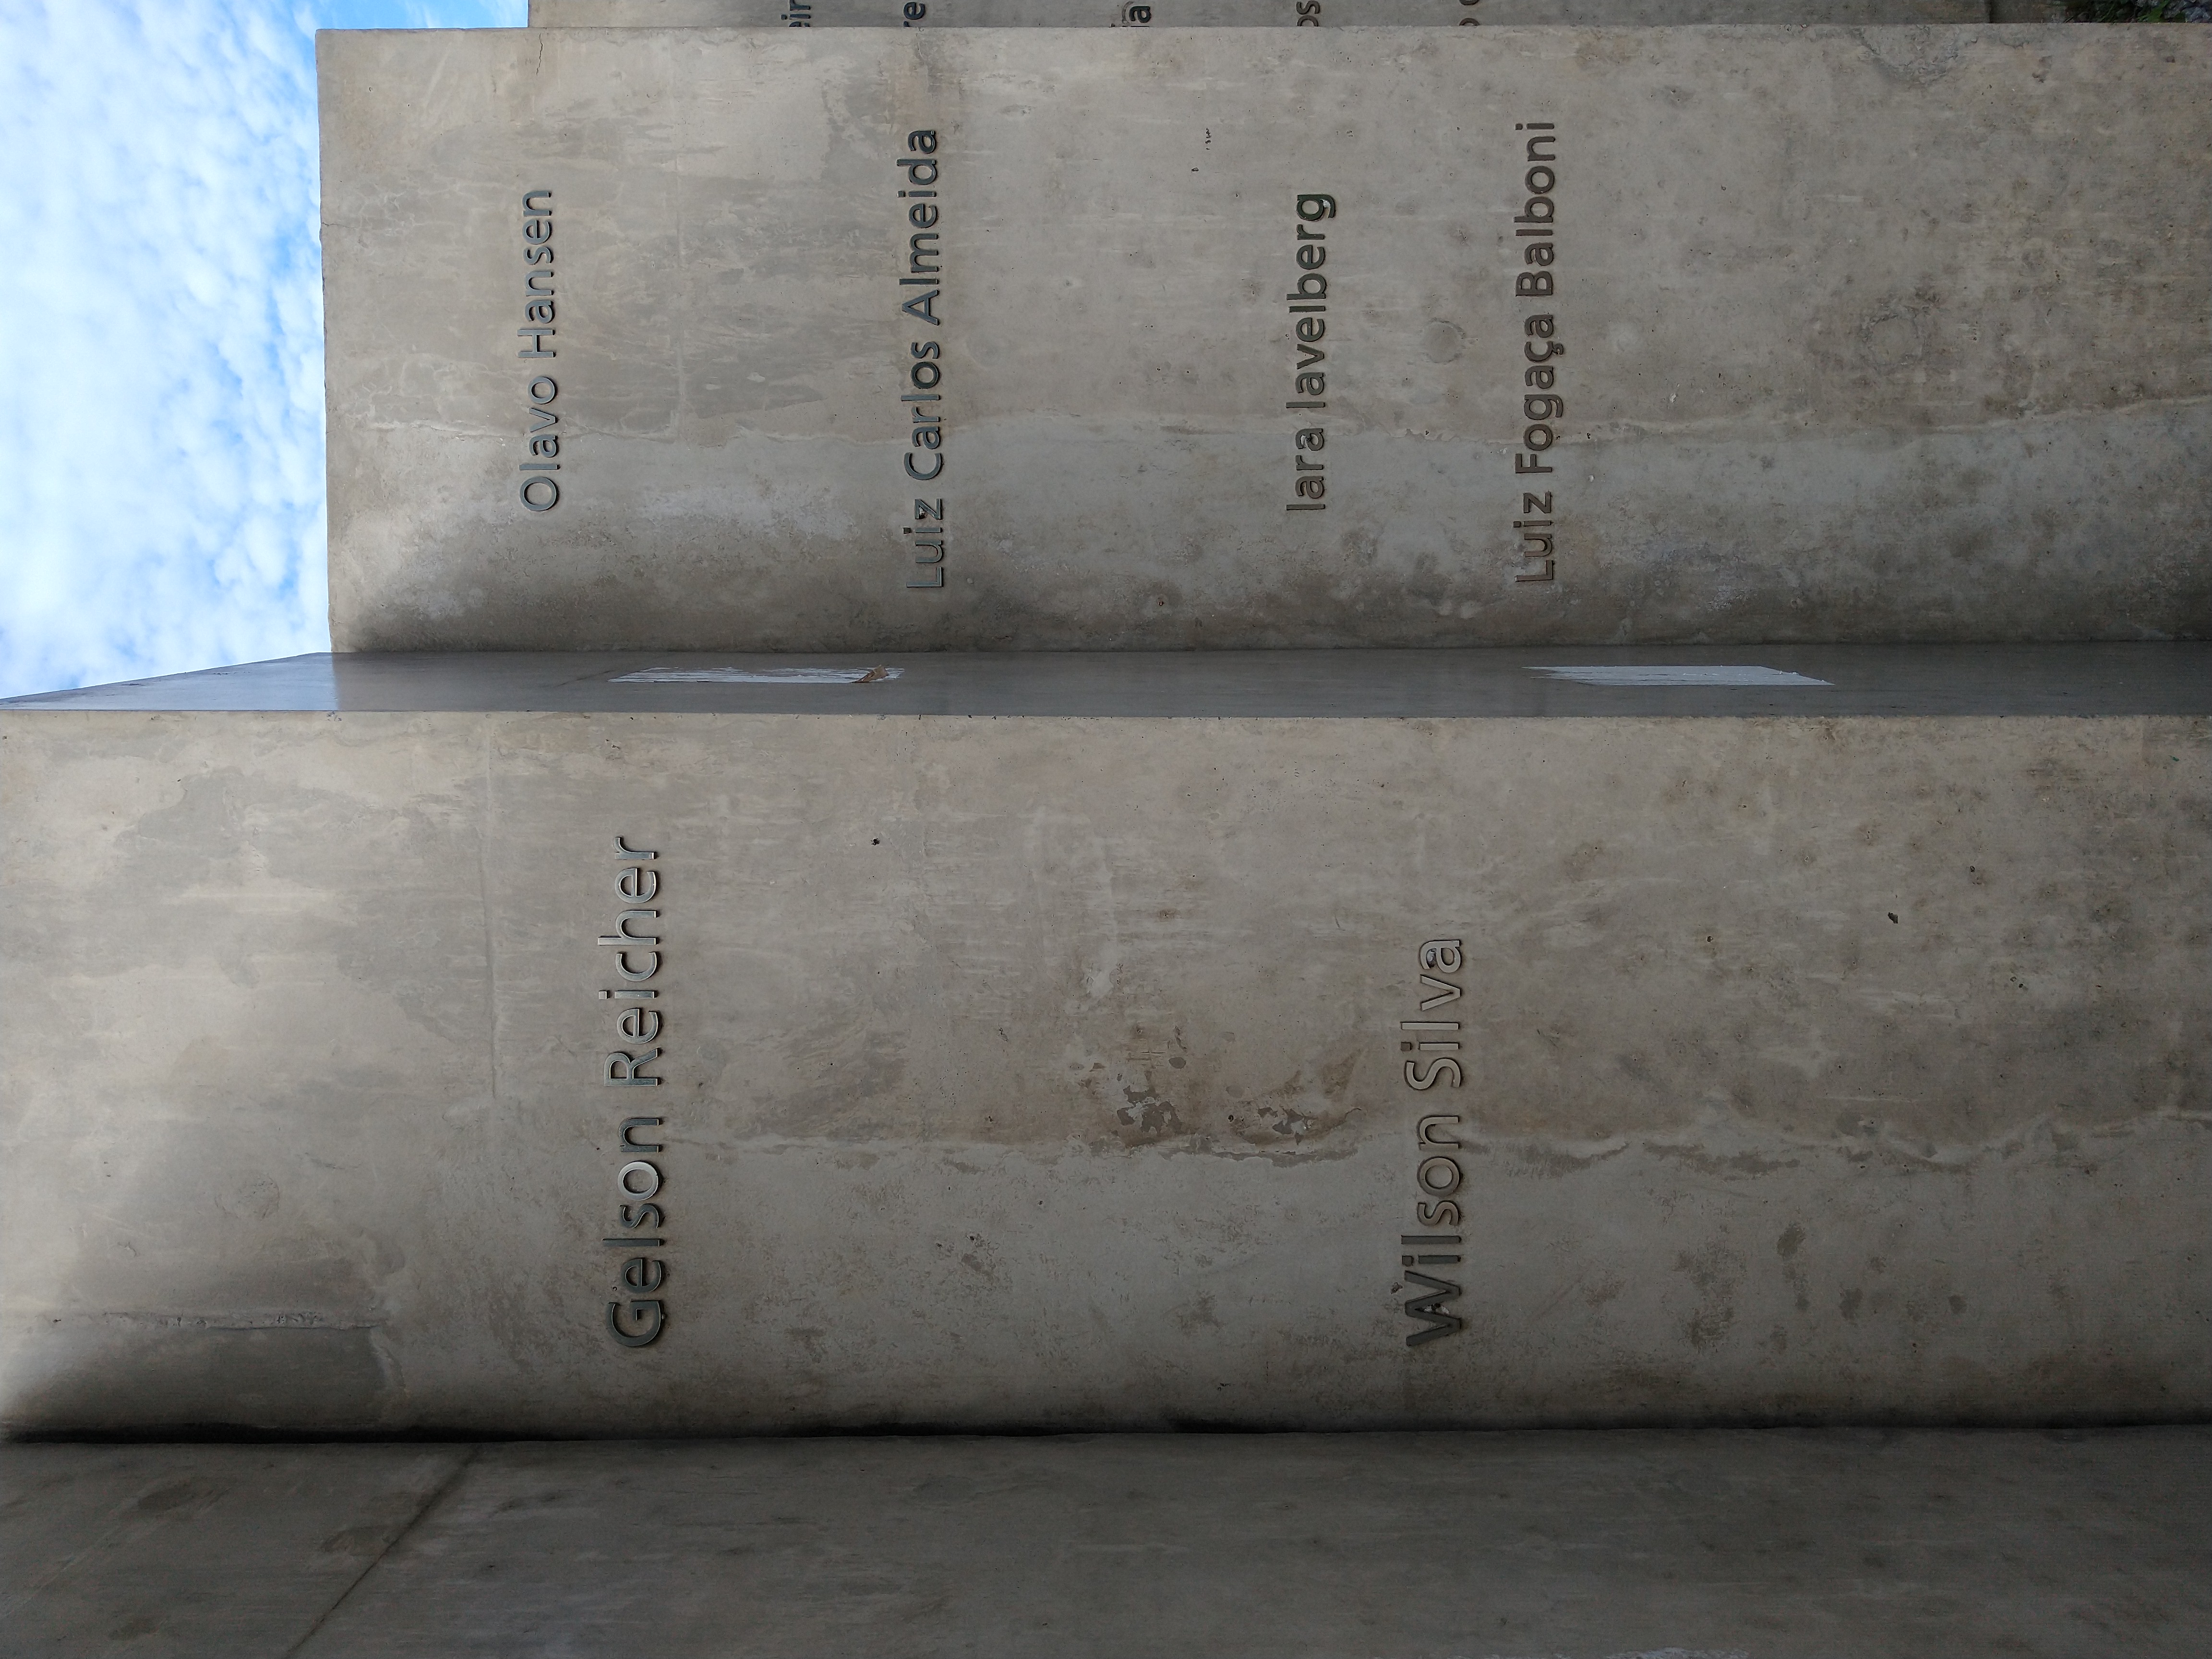 Gelson Reicher
Wilson Silva
Olavo Hansen
Luiz Carlos Almeida
Iara Iavelberg
Luiz Fogaça Balboni